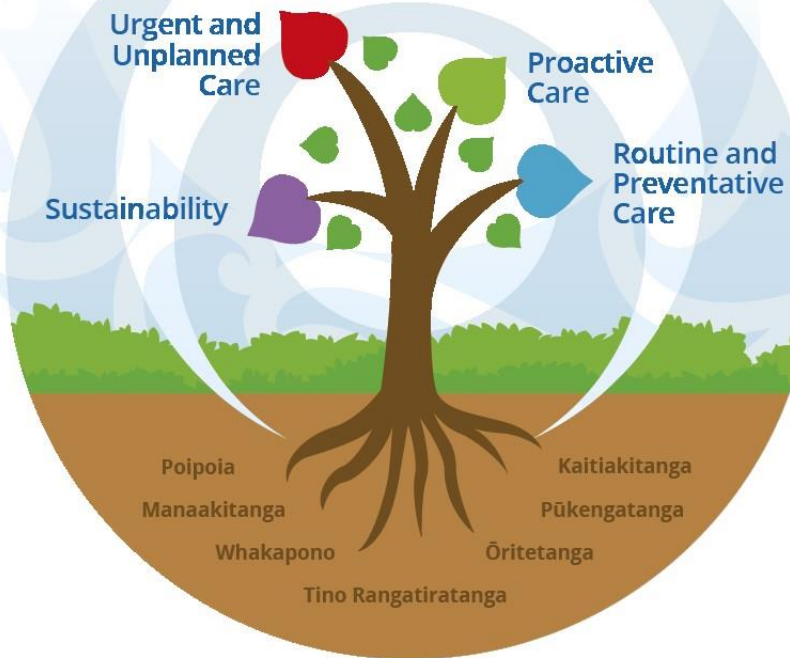 Urgent and
Unplanned
Care
Proactive
Care
Sustainability
Routine and
Preventative
Care
Poipoia
Kaitiakitanga
Manaakitanga
Pūkengatanga
Whakapono
Ōritetanga
Tino Rangatiratanga